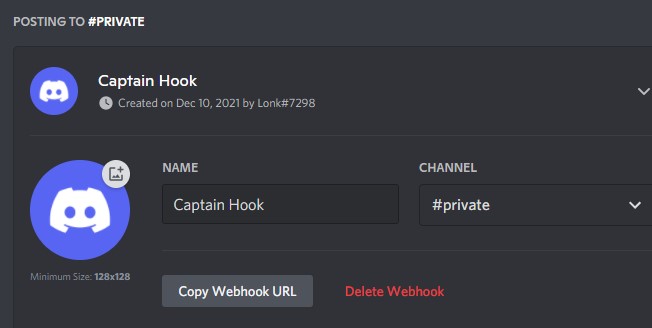 POSTING TO #PRIVATE
Captain Hook
Created on Dec 10, 2021 by Lonk#7298
NAME
CHANNEL
Captain Hook
#private
Minimum Size: 128x128
Copy Webhook URL
Delete Webhook